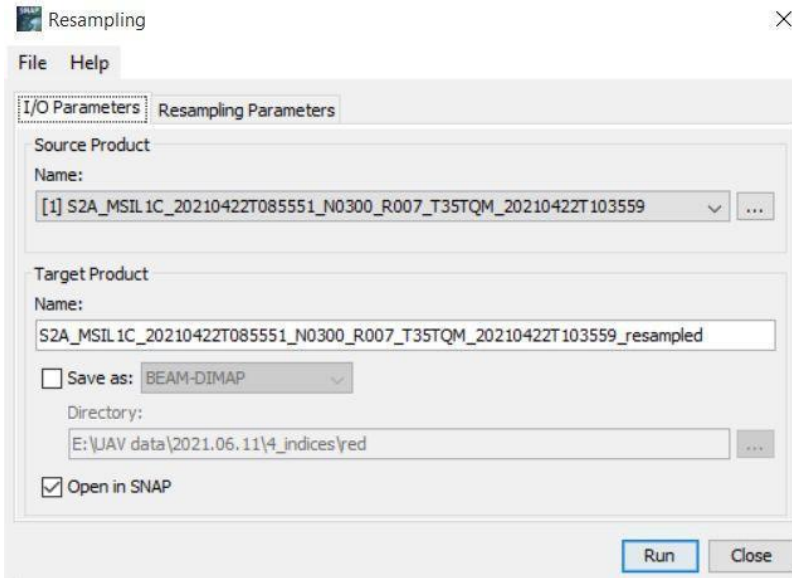 SNAP
Resampling
File Help
I/O Parameters Resampling Parameters
Source Product
Name:
[1] S2A_MSIL1C_20210422T085551_N0300_R007_T35TQM_20210422T103559 ...
Target Product
Name:
S2A_MSIL1C_20210422T085551_N0300_R007_T35TQM_20210422T103559_resampled
Save as: BEAM-DIMAP
Directory:
E:\UAV data\2021.06.11\4_indices\red ...
Open in SNAP
Run Close